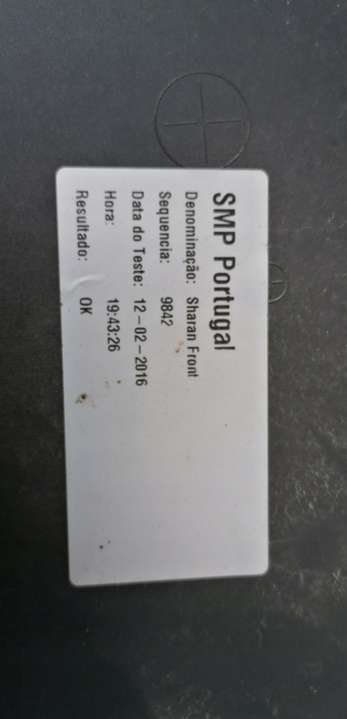 SMP Portugal
Denominação: Sharan Front
Sequencia: 9842
Data do Teste: 12-02-2016
Hora: 19:43:26
Resultado: OK